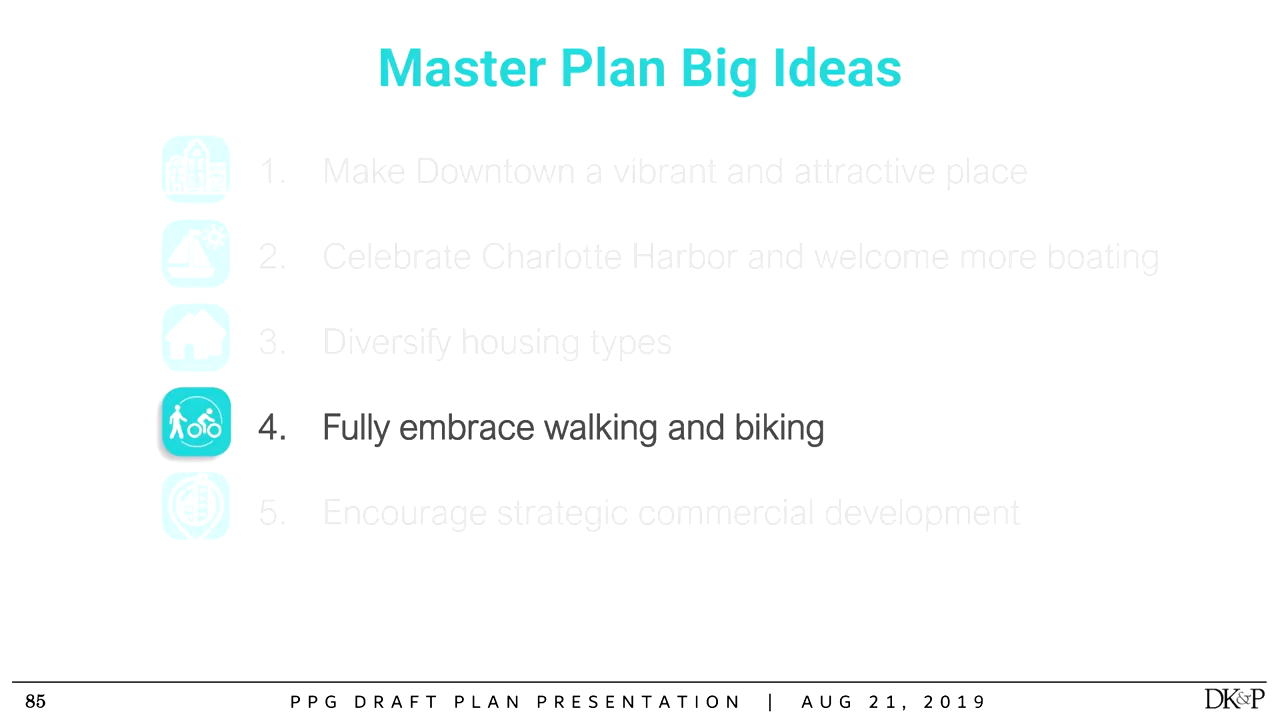 Master Plan Big Ideas
1. Make Downtown a vibrant and attractive place
2. Celebrate Charlotte Harbor and welcome more boating
3. Diversify housing types
4. Fully embrace walking and biking
5. Encourage strategic commercial development
85 PPG DRAFT PLAN PRESENTATION | AUG 21, 2019 DK&P